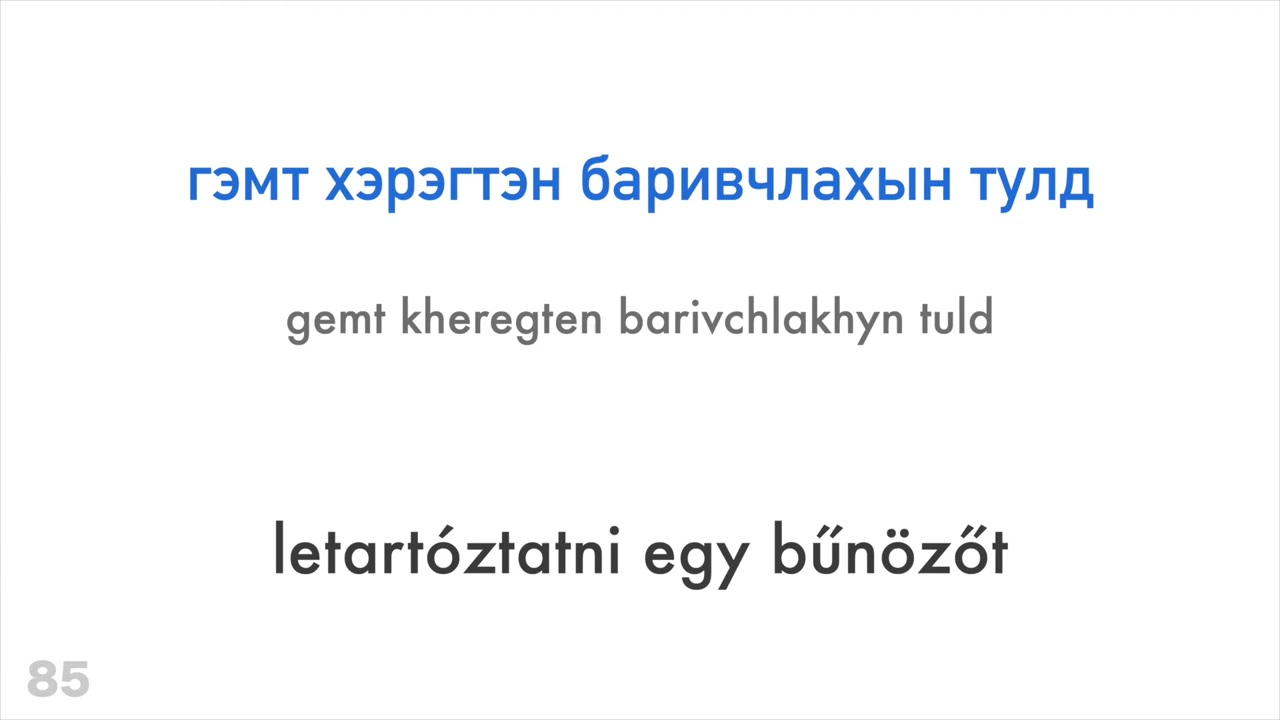 гэмт хэрэгтэн баривчлахын тулд
gemt kheregten barivchlakhyn tuld
letartóztatni egy bűnözőt
85